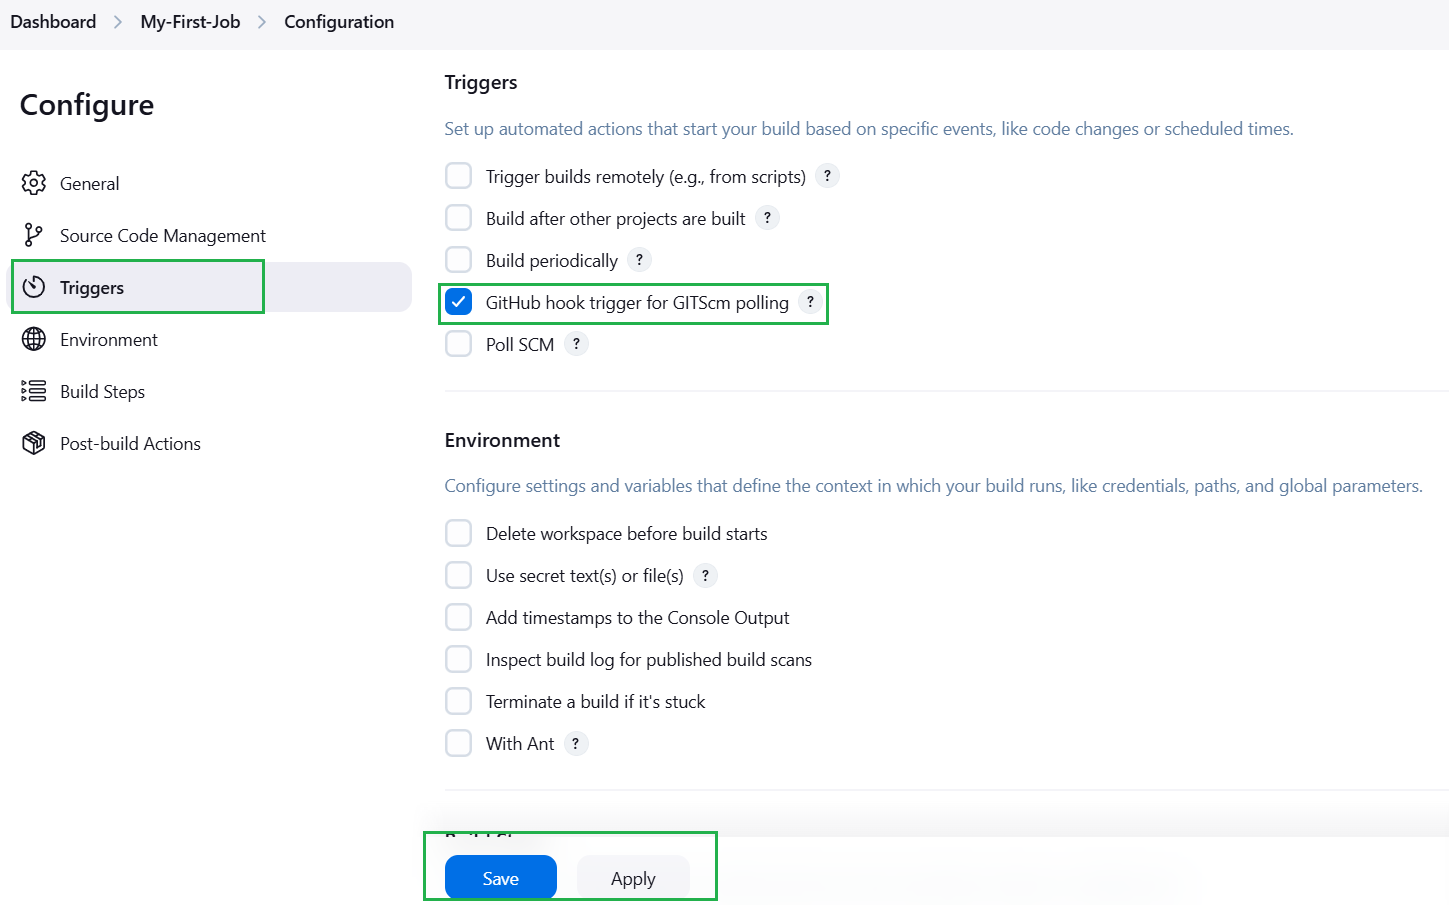 Dashboard > My-First-Job > Configuration
Configure
General
Source Code Management
Triggers
Environment
Build Steps
Post-build Actions
Triggers
Set up automated actions that start your build based on specific events, like code changes or scheduled times.
Trigger builds remotely (e.g., from scripts) ?
Build after other projects are built ?
Build periodically ?
GitHub hook trigger for GITScm polling ?
Poll SCM ?
Environment
Configure settings and variables that define the context in which your build runs, like credentials, paths, and global parameters.
Delete workspace before build starts
Use secret text(s) or file(s) ?
Add timestamps to the Console Output
Inspect build log for published build scans
Terminate a build if it's stuck
With Ant ?
Save Apply